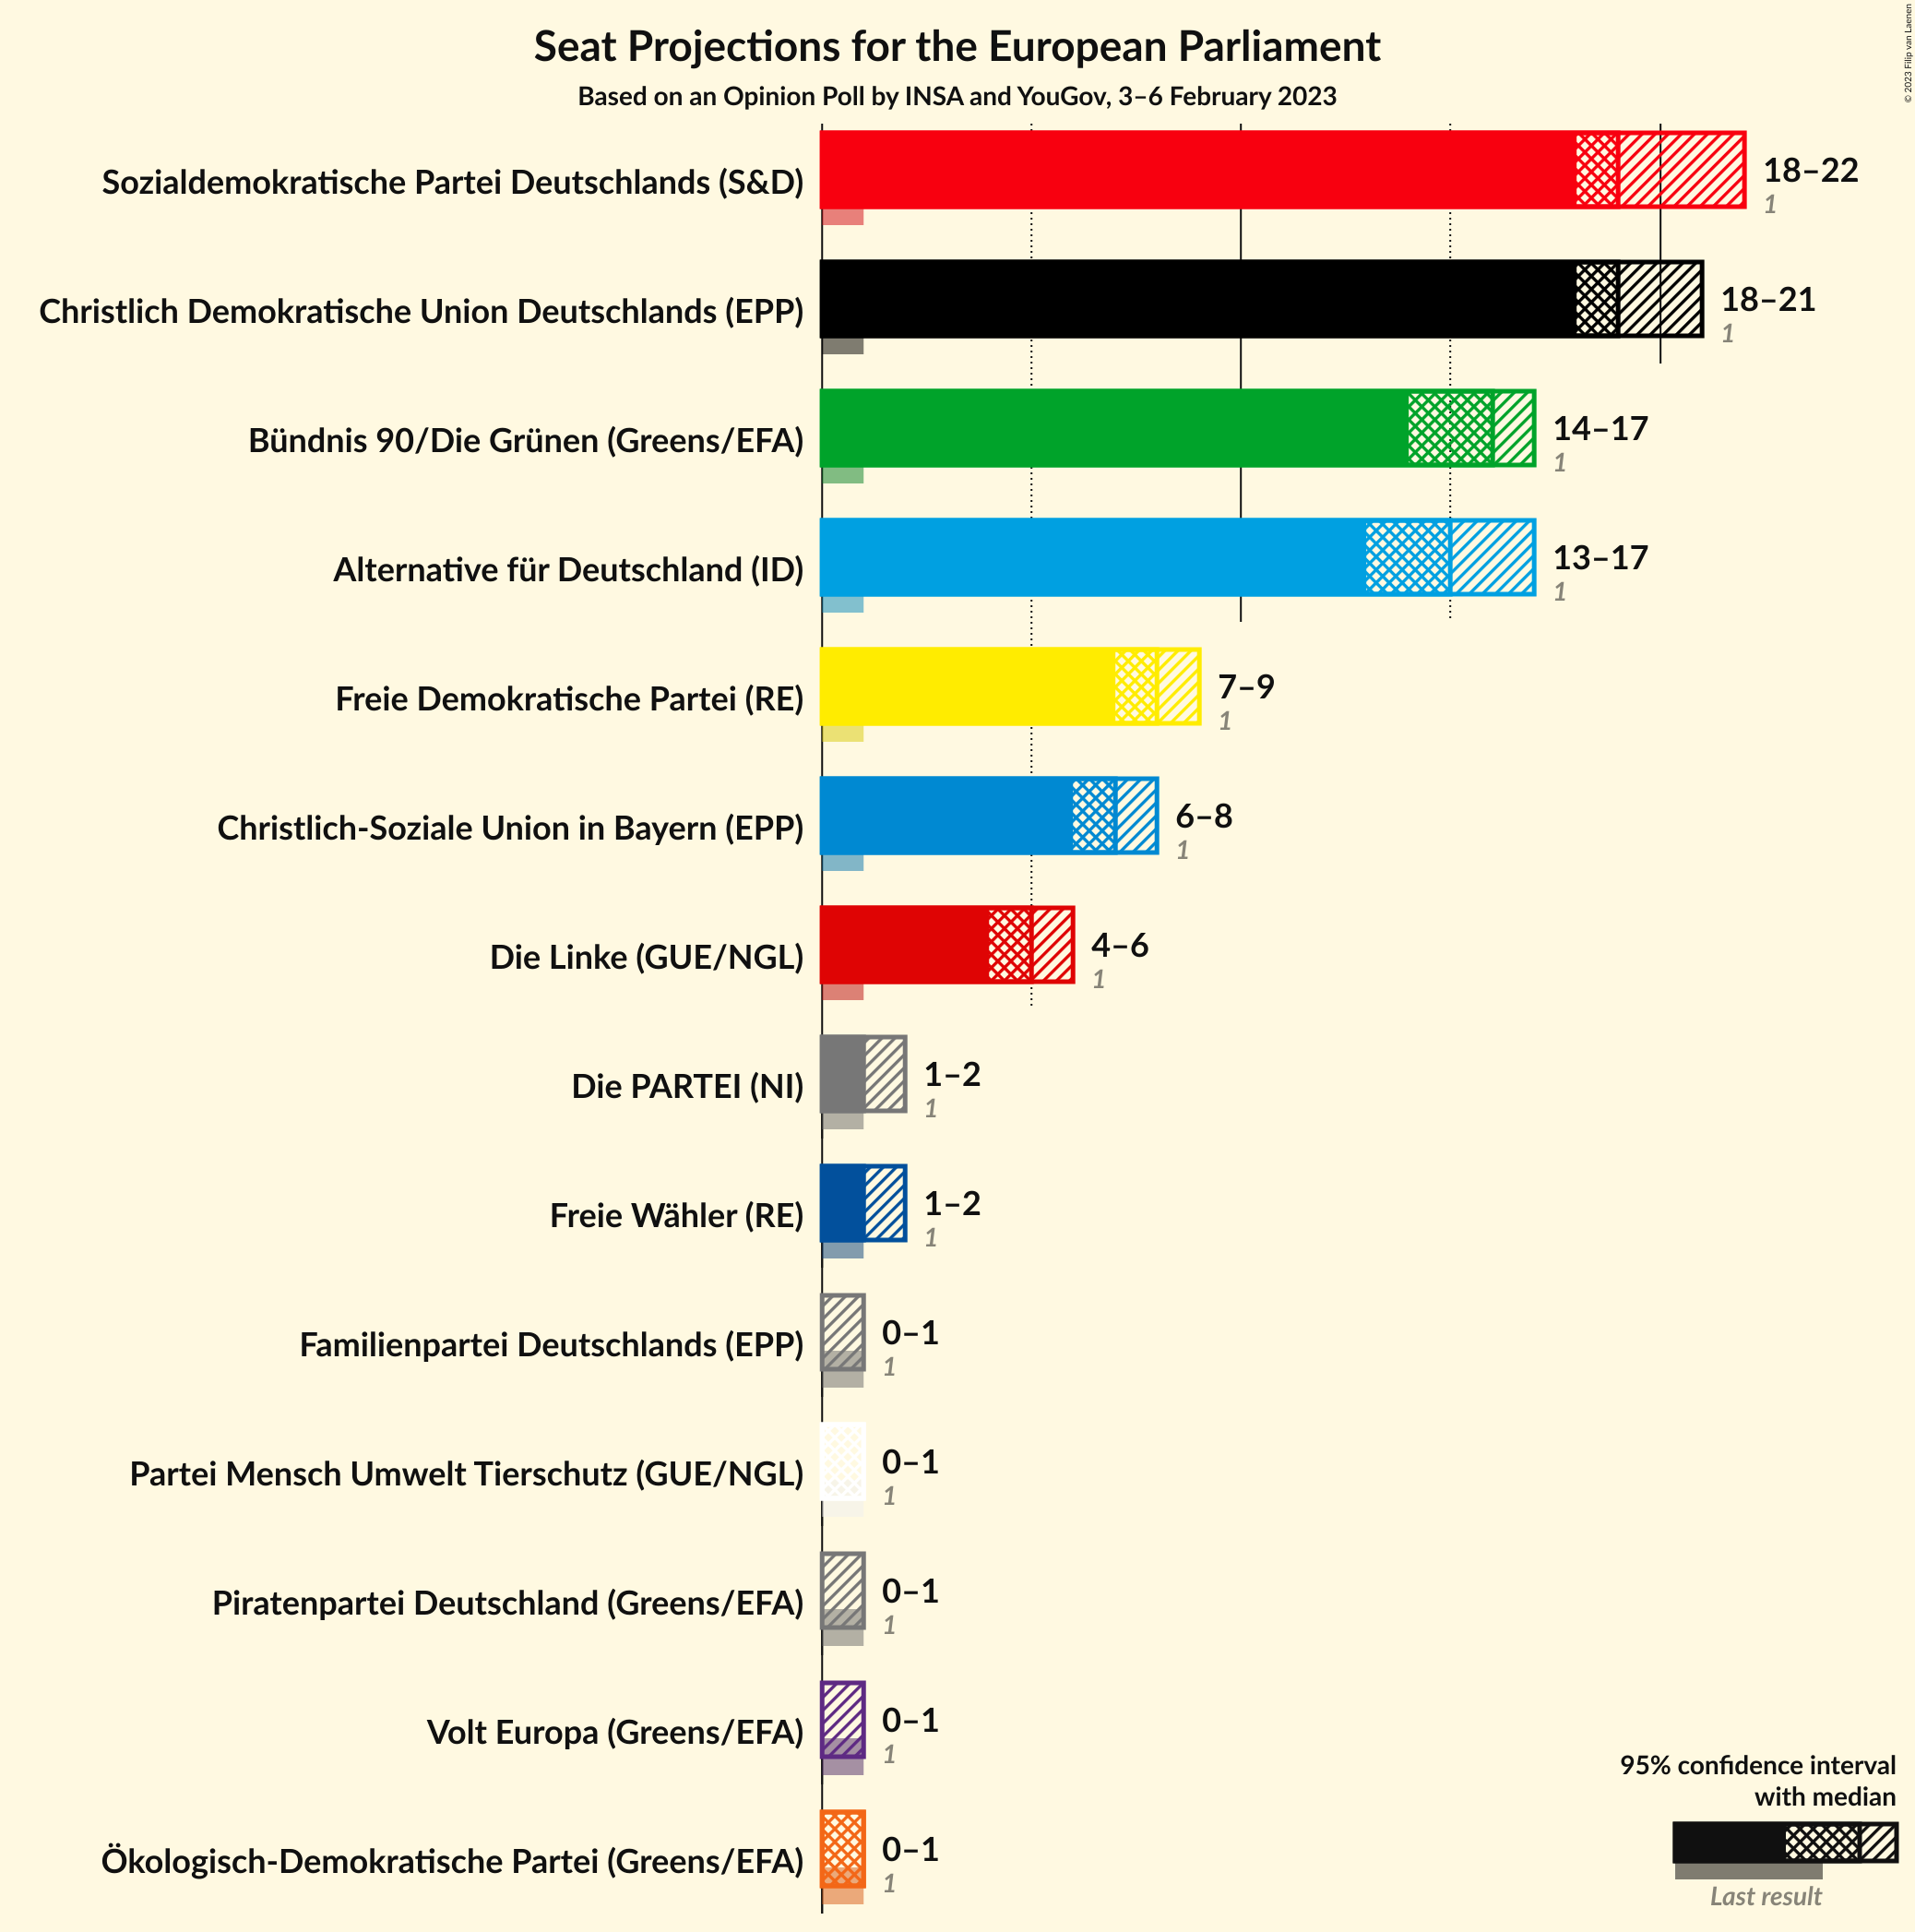 Seat Projections for the European Parliament
Based on an Opinion Poll by INSA and YouGov, 3–6 February 2023
© 2023 Filip van Laenen
Sozialdemokratische Partei Deutschlands (S&D)
18–22
1
Christlich Demokratische Union Deutschlands (EPP)
18–21
1
Bündnis 90/Die Grünen (Greens/EFA)
14–17
1
Alternative für Deutschland (ID)
13–17
1
Freie Demokratische Partei (RE)
7–9
1
Christlich-Soziale Union in Bayern (EPP)
6–8
1
Die Linke (GUE/NGL)
4–6
1
Die PARTEI (NI)
1–2
1
Freie Wähler (RE)
1–2
1
Familienpartei Deutschlands (EPP)
0–1
1
Partei Mensch Umwelt Tierschutz (GUE/NGL)
0–1
1
Piratenpartei Deutschland (Greens/EFA)
0–1
1
Volt Europa (Greens/EFA)
0–1
1
Ökologisch-Demokratische Partei (Greens/EFA)
0–1
1
95% confidence interval
with median
Last result